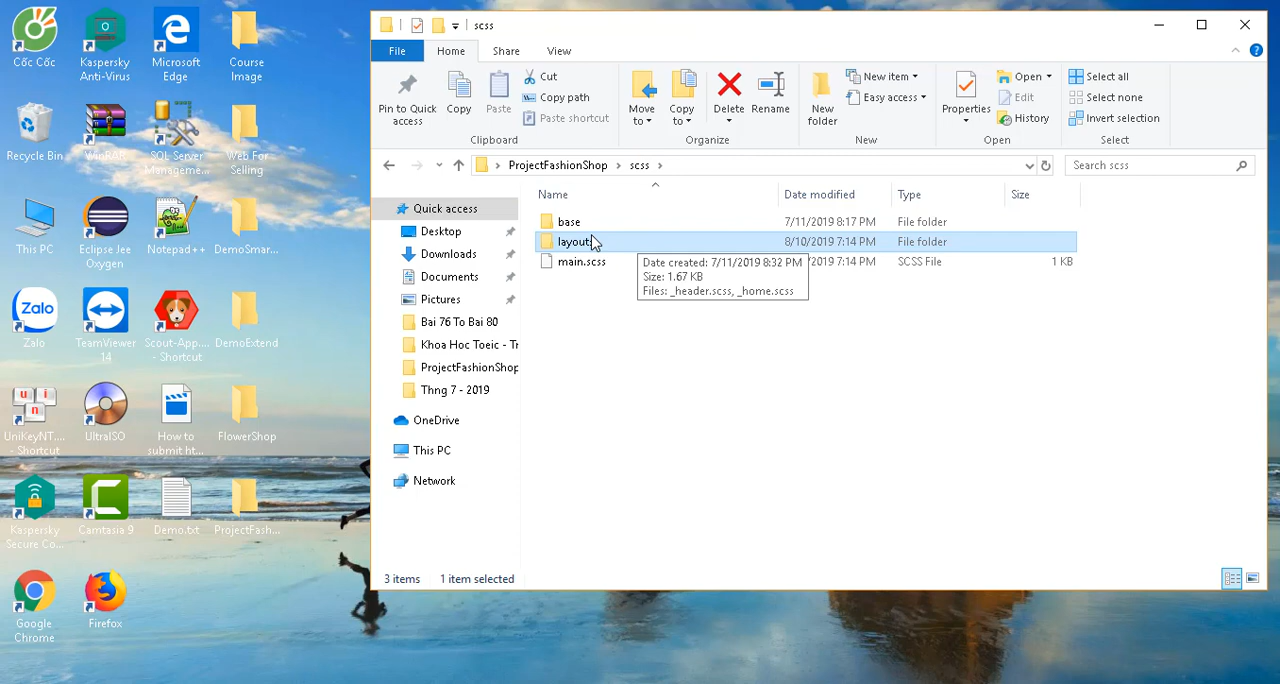 Cốc Cốc
Kaspersky
Anti-Virus
Microsoft
Edge
Course
Image
Recycle Bin
WinRAR
SQL Server
Manageme...
Web For
Selling
This PC
Eclipse Jee
Oxygen
Notepad++
DemoSmar...
Zalo
Zalo
TeamViewer
14
Scout-App....
- Shortcut
DemoExtend
UniKeyNT....
- Shortcut
UltraISO
How to
submit ht...
FlowerShop
Kaspersky
Secure Co...
Camtasia 9
Demo.txt
ProjectFash...
Google
Chrome
Firefox
scss
File
Home
Share
View
Pin to Quick
access
Copy
Paste
Cut
Copy path
Paste shortcut
Clipboard
Move
to
Copy
to
Delete
Rename
Organize
New
folder
New item
Easy access
New
Properties
Open
Edit
History
Open
Select all
Select none
Invert selection
Select
ProjectFashionShop
scss
Search scss
Quick access
Desktop
Downloads
Documents
Pictures
Bai 76 To Bai 80
Khoa Hoc Toeic - Tr
ProjectFashionShop
Thng 7 - 2019
OneDrive
This PC
Network
Name
Date modified
Type
Size
base
7/11/2019 8:17 PM
File folder
layout
8/10/2019 7:14 PM
File folder
main.scss
/2019 7:14 PM
SCSS File
1 KB
Date created: 7/11/2019 8:32 PM
Size: 1.67 KB
Files: _header.scss, _home.scss
3 items
1 item selected